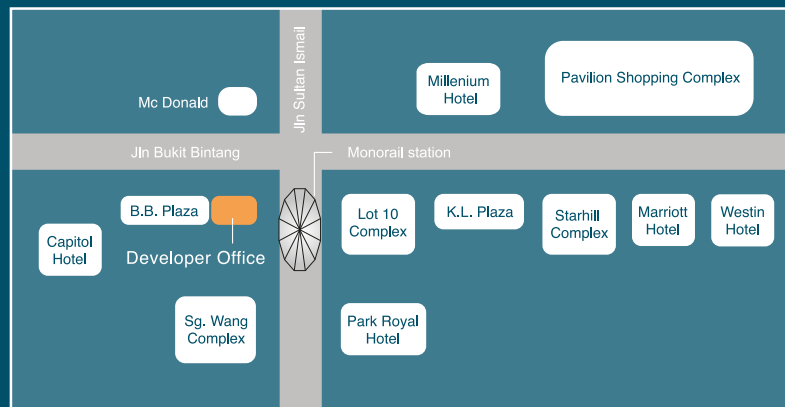 Jln Sultan Ismail
Mc Donald
Millenium
Hotel
Pavilion Shopping Complex
Jln Bukit Bintang
Monorail station
B.B. Plaza
Lot 10
Complex
K.L. Plaza
Starhill
Complex
Marriott
Hotel
Westin
Hotel
Capitol
Hotel
Developer Office
Sg. Wang
Complex
Park Royal
Hotel